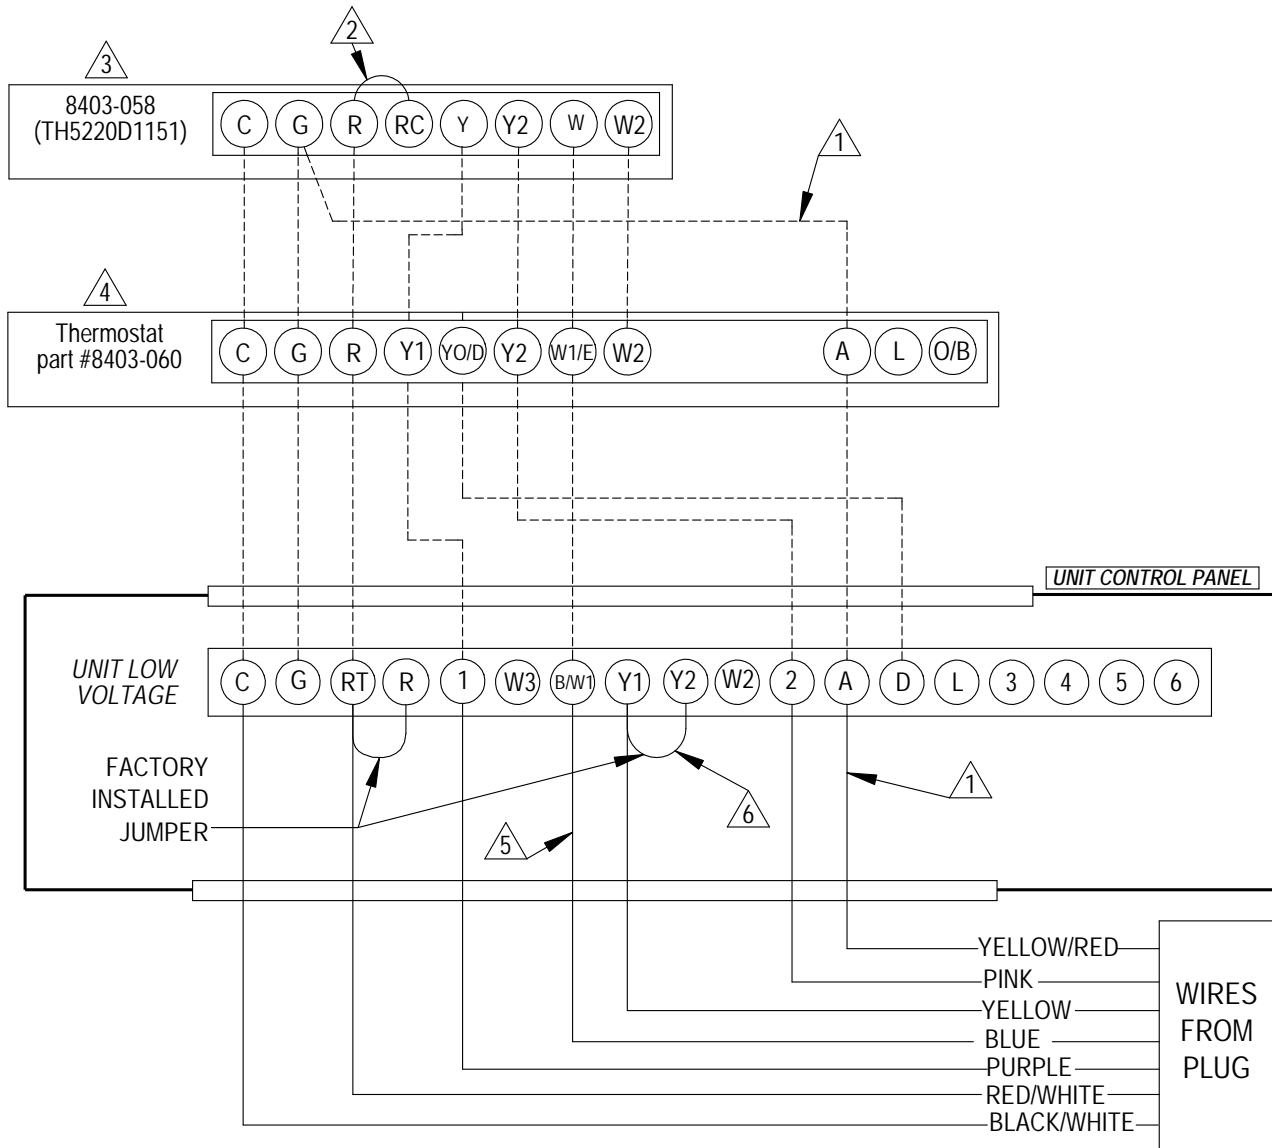 2
3
8403-058
(TH5220D1151)
C G R RC Y Y2 W W2
1
4
Thermostat
part #8403-060
C G R Y1 YO/D Y2 W1/E W2 A L O/B
UNIT CONTROL PANEL
UNIT LOW
VOLTAGE
C G RT R 1 W3 B/W1 Y1 Y2 W2 2 A D L 3 4 5 6
FACTORY
INSTALLED
JUMPER
1
6
5
YELLOW/RED
PINK
YELLOW
BLUE
PURPLE
RED/WHITE
BLACK/WHITE
WIRES
FROM
PLUG